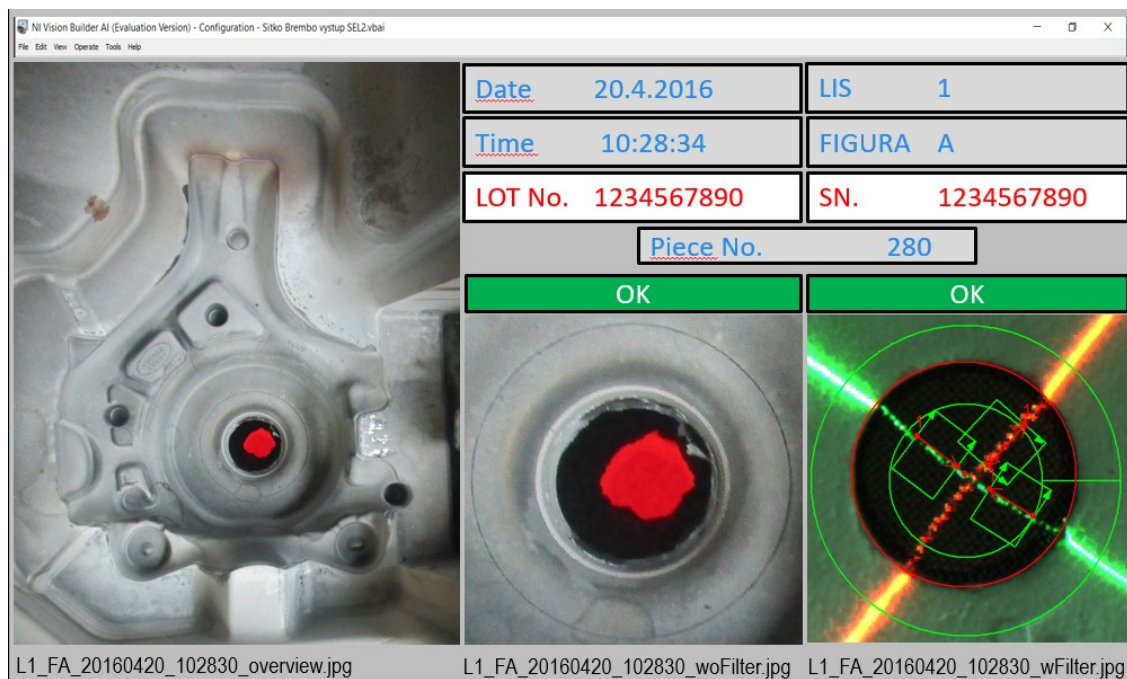 NI Vision Builder AI (Evaluation Version) - Configuration - Sitko Brembo vystup SEL2.vbai
File Edit View Operate Tools Help
Date 20.4.2016
LIS 1
Time 10:28:34
FIGURA A
LOT No. 1234567890
SN. 1234567890
Piece No. 280
OK
OK
L1_FA_20160420_102830_overview.jpg
L1_FA_20160420_102830_woFilter.jpg
L1_FA_20160420_102830_wFilter.jpg